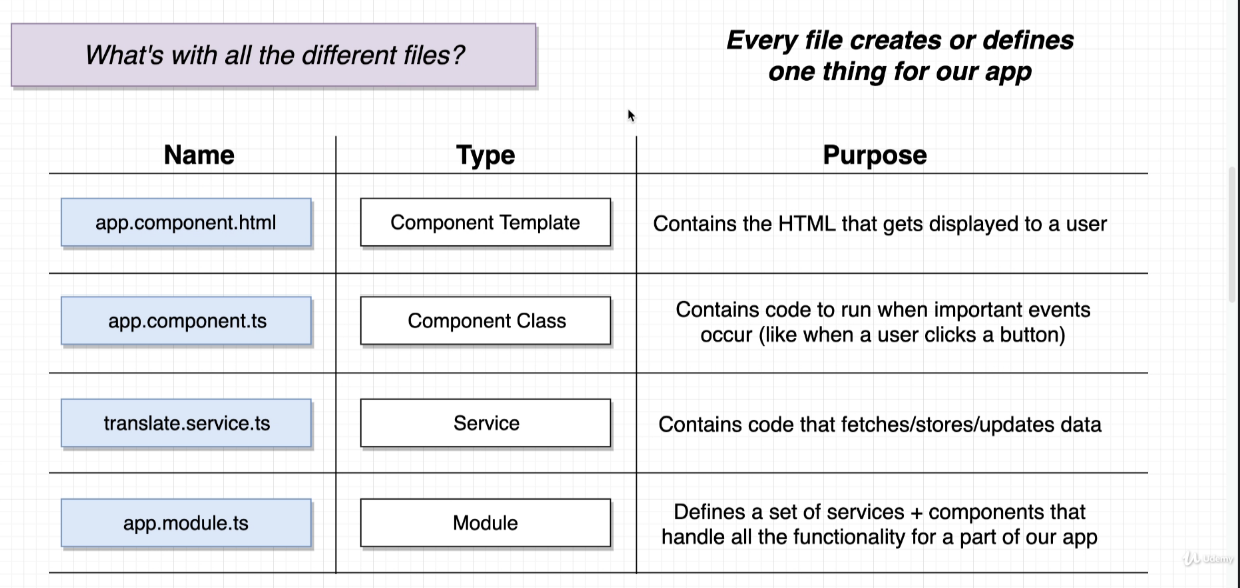 What's with all the different files?
Every file creates or defines
one thing for our app
Name Type Purpose
app.component.html Component Template Contains the HTML that gets displayed to a user
app.component.ts Component Class Contains code to run when important events
occur (like when a user clicks a button)
translate.service.ts Service Contains code that fetches/stores/updates data
app.module.ts Module Defines a set of services + components that
handle all the functionality for a part of our app
Udemy